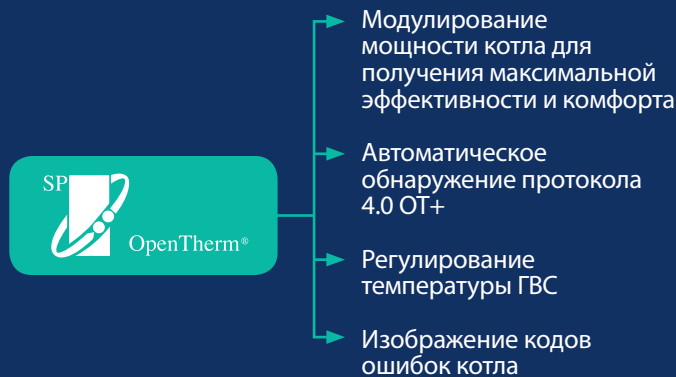 Модулирование
мощности котла для
получения максимальной
эффективности и комфорта
Автоматическое
обнаружение протокола
4.0 OT+
SP
OpenTherm®
Регулирование
температуры ГВС
Изображение кодов
ошибок котла